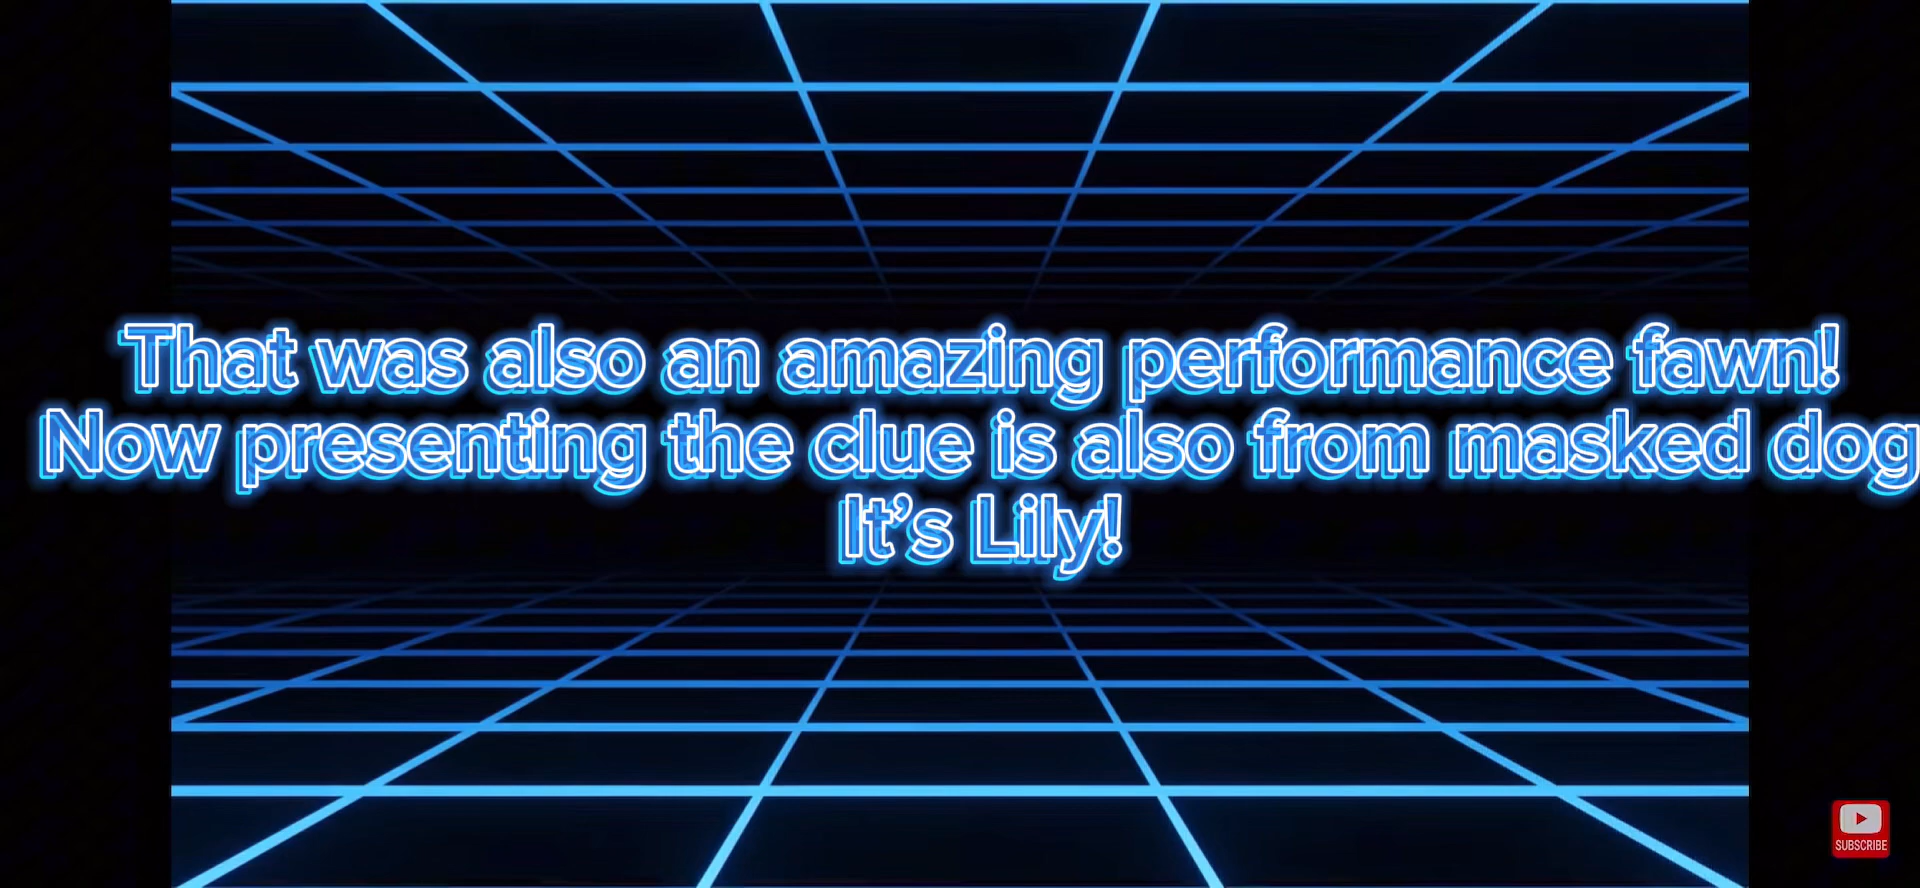 That was also an amazing performance fawn!
Now presenting the clue is also from masked dog
It’s Lily!
SUBSCRIBE